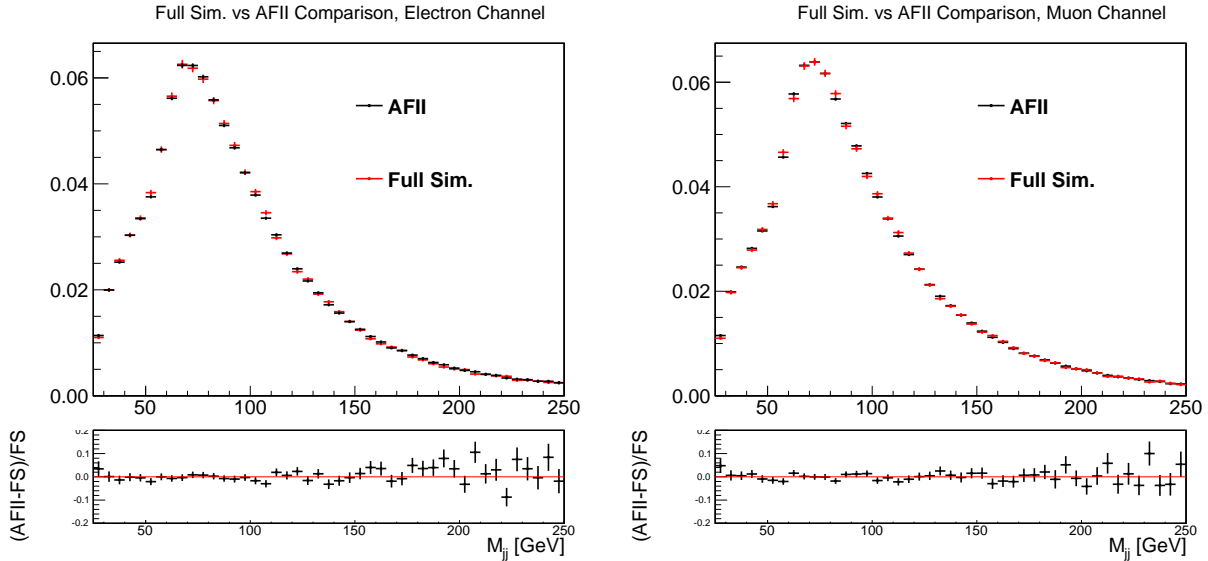 Full Sim. vs AFII Comparison, Electron Channel
0.06
0.04
0.02
0.00
AFII
Full Sim.
50 100 150 200 250
(AFII-FS)/FS
0.2
0.1
0.0
-0.1
-0.2
50 100 150 200 250
M_jj [GeV]
Full Sim. vs AFII Comparison, Muon Channel
0.06
0.04
0.02
0.00
AFII
Full Sim.
50 100 150 200 250
(AFII-FS)/FS
0.2
0.1
0.0
-0.1
-0.2
50 100 150 200 250
M_jj [GeV]